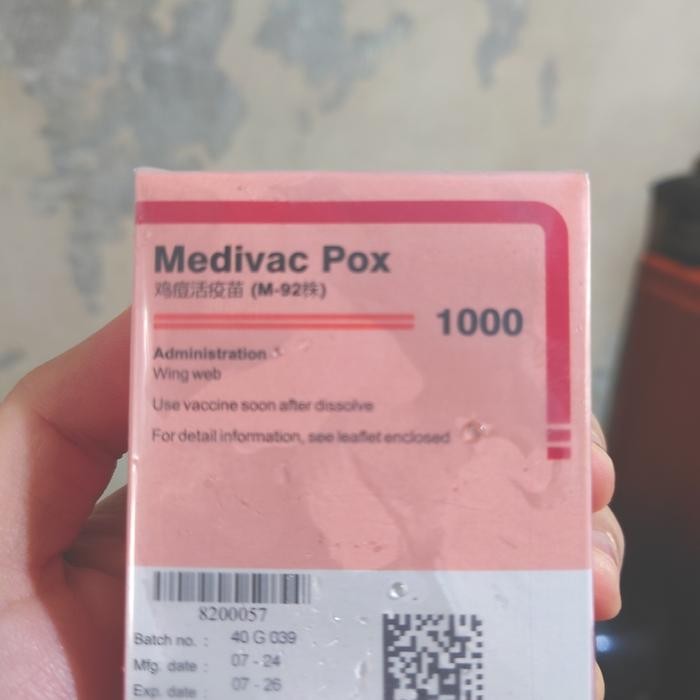 Medivac Pox
鸡痘活疫苗 (M-92株)
1000
Administration :
Wing web
Use vaccine soon after dissolve
For detail information, see leaflet enclosed
8200057
Batch no. : 40 G 039
Mfg. date : 07 - 24
Exp. date : 07 - 26